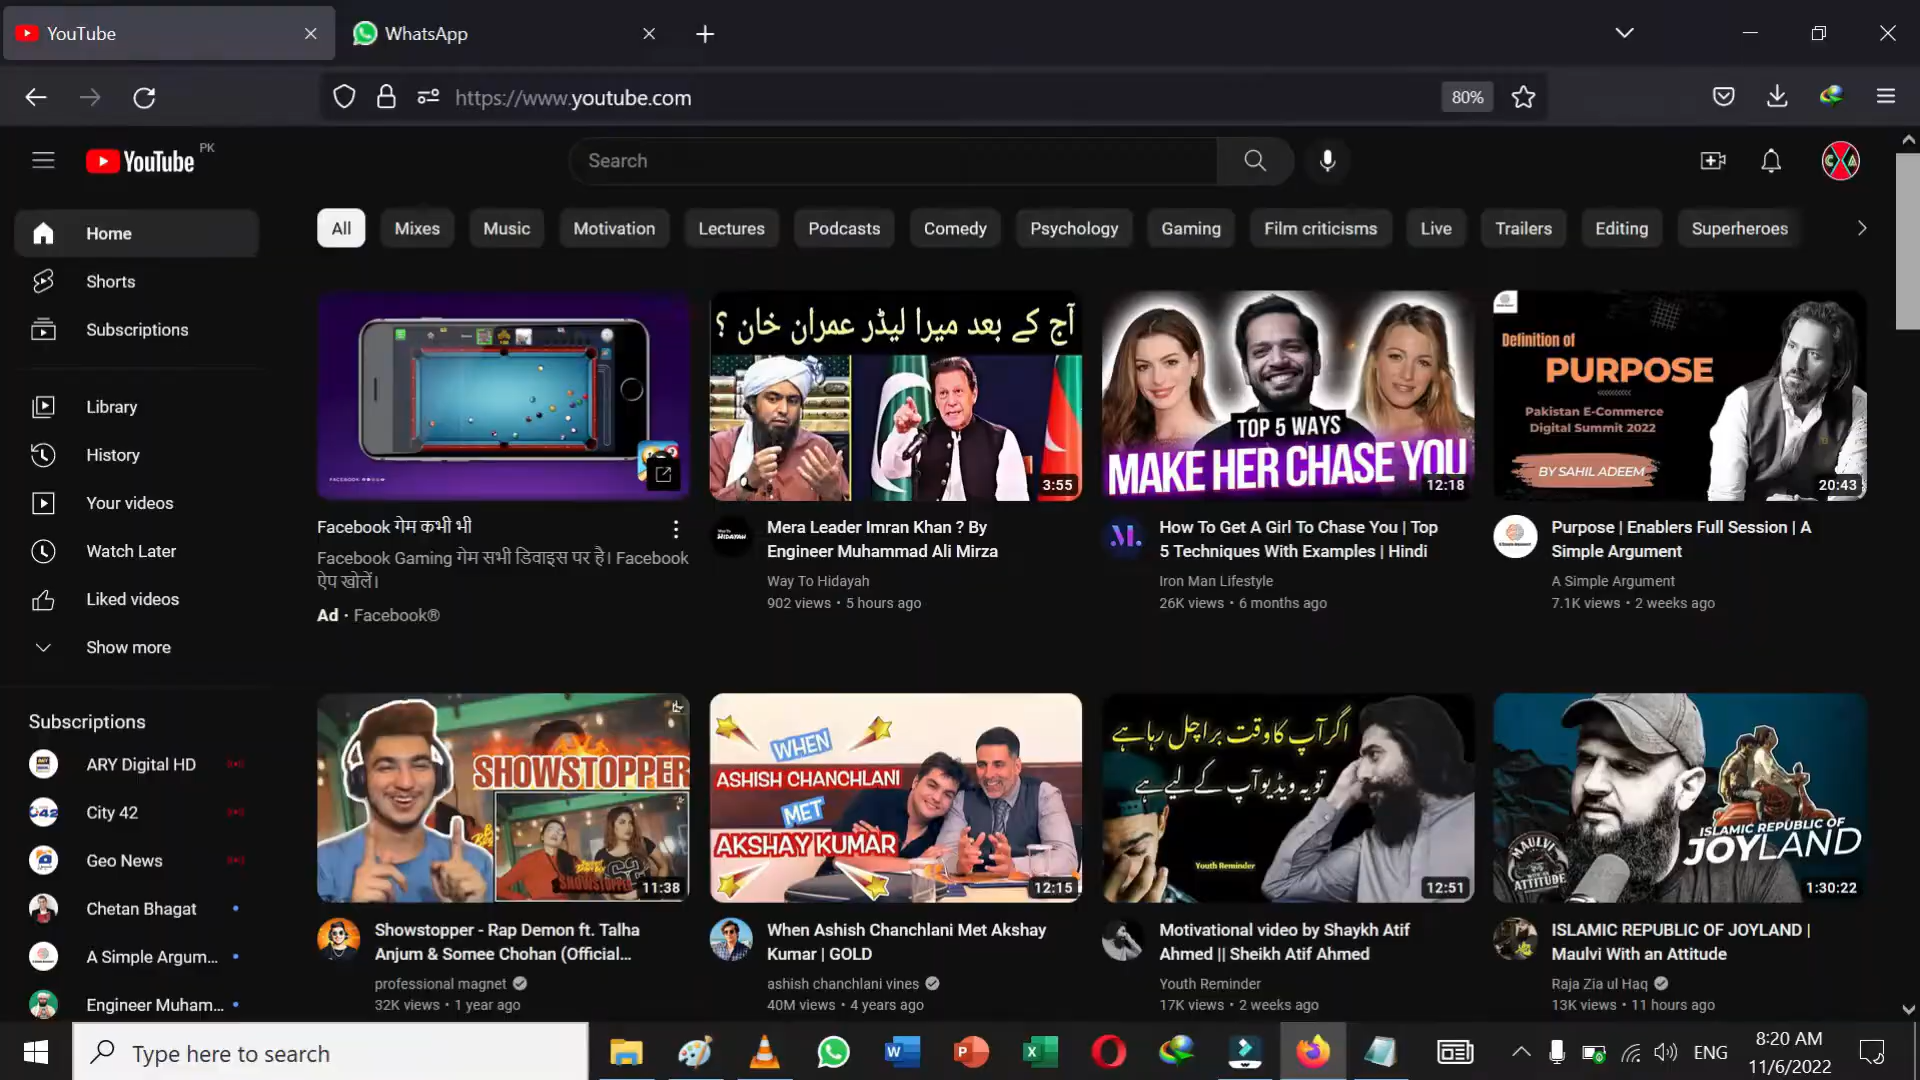 YouTube
WhatsApp
https://www.youtube.com
80%
YouTube PK
Search
Home
Shorts
Subscriptions
Library
History
Your videos
Watch Later
Liked videos
Show more
Subscriptions
ARY Digital HD
City 42
Geo News
Chetan Bhagat
A Simple Argum...
Engineer Muham...
All
Mixes
Music
Motivation
Lectures
Podcasts
Comedy
Psychology
Gaming
Film criticisms
Live
Trailers
Editing
Superheroes
FACEBOOK
Facebook गेम कभी भी
Facebook Gaming गेम सभी डिवाइस पर है। Facebook
ऐप खोलें।
Ad · Facebook®
آج کے بعد میرا لیڈر عمران خان ؟
3:55
HIDAYAH
Mera Leader Imran Khan ? By
Engineer Muhammad Ali Mirza
Way To Hidayah
902 views • 5 hours ago
TOP 5 WAYS
MAKE HER CHASE YOU
12:18
M.
How To Get A Girl To Chase You | Top
5 Techniques With Examples | Hindi
Iron Man Lifestyle
26K views • 6 months ago
Definition of
PURPOSE
Pakistan E-Commerce
Digital Summit 2022
BY SAHIL ADEEM
20:43
Purpose | Enablers Full Session | A
Simple Argument
A Simple Argument
7.1K views • 2 weeks ago
SHOWSTOPPER
SHOWSTOPPER
11:38
Showstopper - Rap Demon ft. Talha
Anjum & Somee Chohan (Official...
professional magnet
32K views • 1 year ago
WHEN
ASHISH CHANCHLANI
MET
AKSHAY KUMAR
12:15
When Ashish Chanchlani Met Akshay
Kumar | GOLD
ashish chanchlani vines
40M views • 4 years ago
اگر آپ کا وقت برا چل رہا ہے
تو یہ ویڈیو آپ کے لیے ہے
Youth Reminder
12:51
Motivational video by Shaykh Atif
Ahmed || Sheikh Atif Ahmed
Youth Reminder
17K views • 2 weeks ago
MAULVI
WITH AN
ATTITUDE
ISLAMIC REPUBLIC OF
JOYLAND
1:30:22
ISLAMIC REPUBLIC OF JOYLAND |
Maulvi With an Attitude
Raja Zia ul Haq
13K views • 11 hours ago
Type here to search
ENG
8:20 AM
11/6/2022